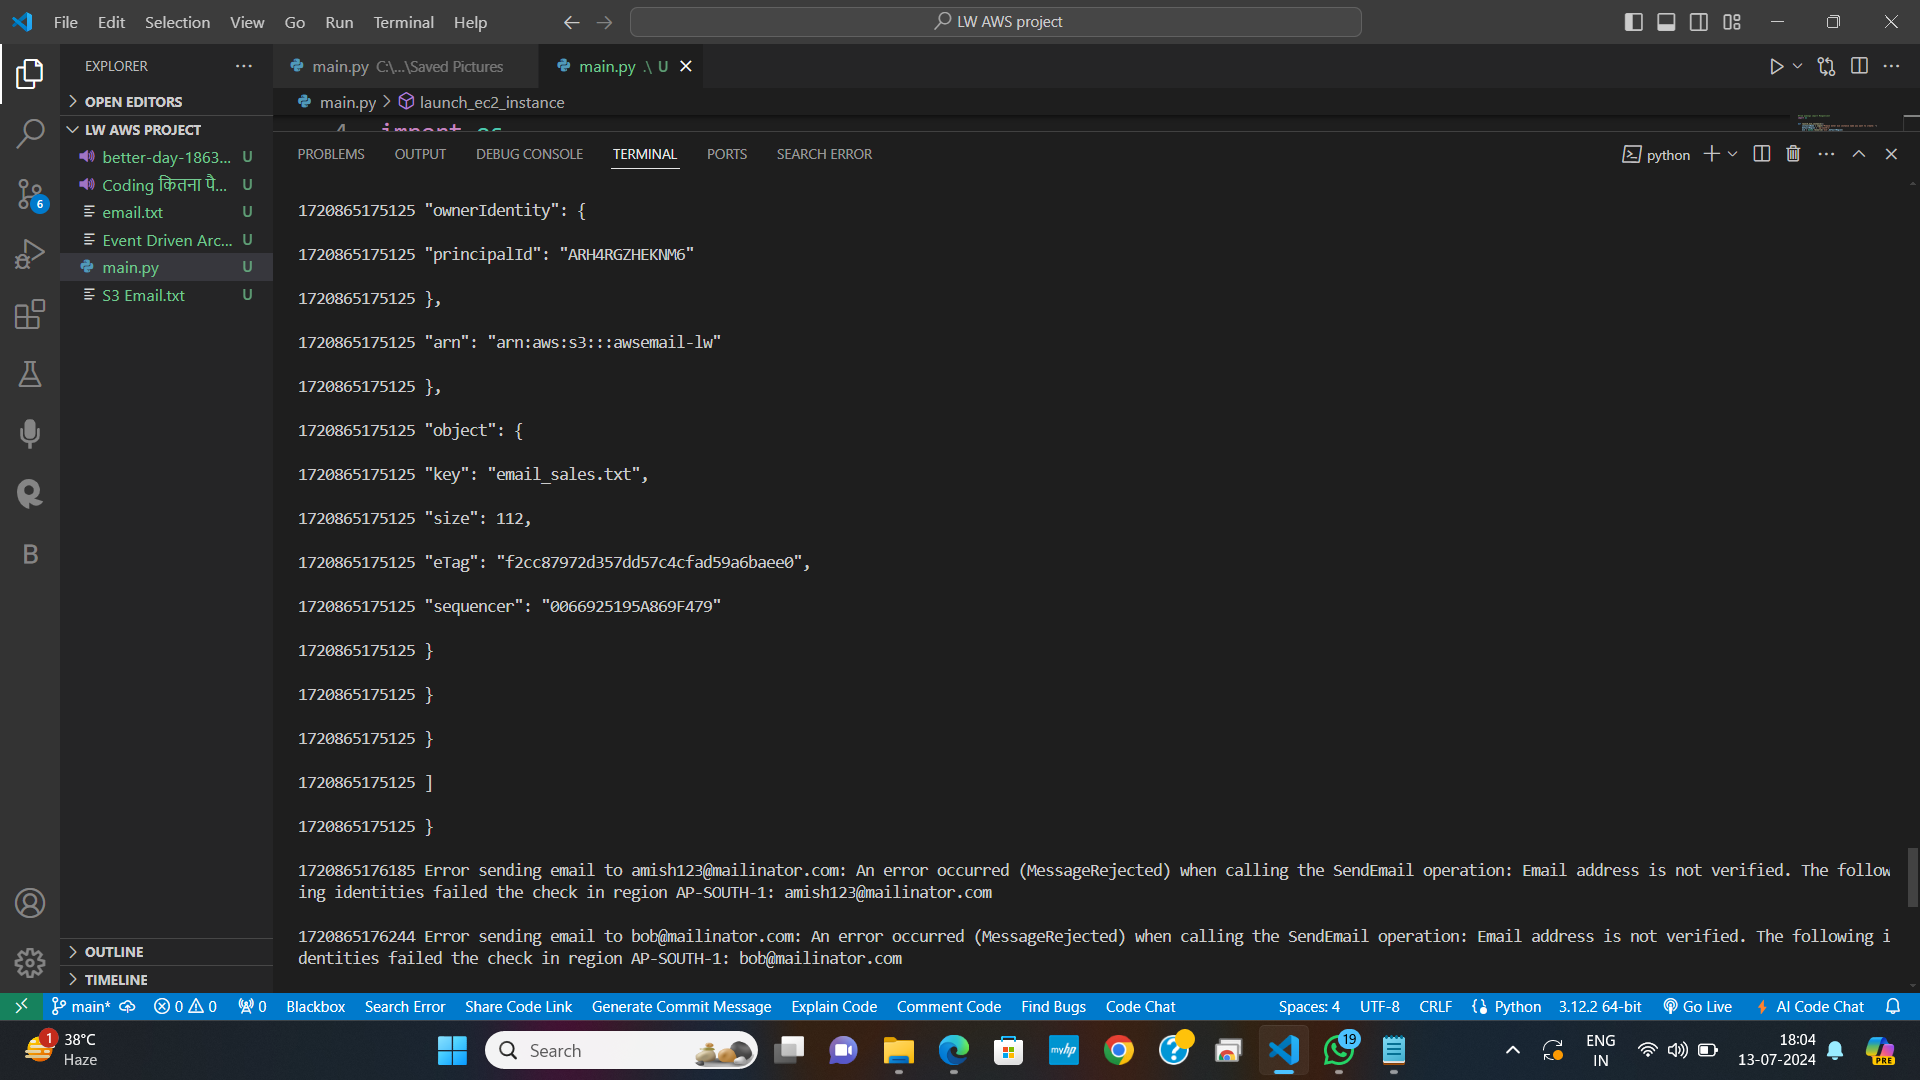 File Edit Selection View Go Run Terminal Help
LW AWS project
EXPLORER
main.py C:\...\Saved Pictures
main.py .\ U
OPEN EDITORS
main.py > launch_ec2_instance
LW AWS PROJECT
better-day-1863... U
Coding कितना पै... U
email.txt U
Event Driven Arc... U
main.py U
S3 Email.txt U
OUTLINE
TIMELINE
4 import os
PROBLEMS OUTPUT DEBUG CONSOLE TERMINAL PORTS SEARCH ERROR
python
1720865175125 "ownerIdentity": {
1720865175125 "principalId": "ARH4RGZHEKNM6"
1720865175125 },
1720865175125 "arn": "arn:aws:s3:::awsemail-lw"
1720865175125 },
1720865175125 "object": {
1720865175125 "key": "email_sales.txt",
1720865175125 "size": 112,
1720865175125 "eTag": "f2cc87972d357dd57c4cfad59a6baee0",
1720865175125 "sequencer": "0066925195A869F479"
1720865175125 }
1720865175125 }
1720865175125 }
1720865175125 ]
1720865175125 }
1720865176185 Error sending email to amish123@mailinator.com: An error occurred (MessageRejected) when calling the SendEmail operation: Email address is not verified. The follow
ing identities failed the check in region AP-SOUTH-1: amish123@mailinator.com
1720865176244 Error sending email to bob@mailinator.com: An error occurred (MessageRejected) when calling the SendEmail operation: Email address is not verified. The following i
dentities failed the check in region AP-SOUTH-1: bob@mailinator.com
6
B
main* 0 0 0 Blackbox Search Error Share Code Link Generate Commit Message Explain Code Comment Code Find Bugs Code Chat
Spaces: 4 UTF-8 CRLF Python 3.12.2 64-bit Go Live AI Code Chat
1
38°C
Haze
Search
myhp
19
ENG
IN
18:04
13-07-2024
PRE